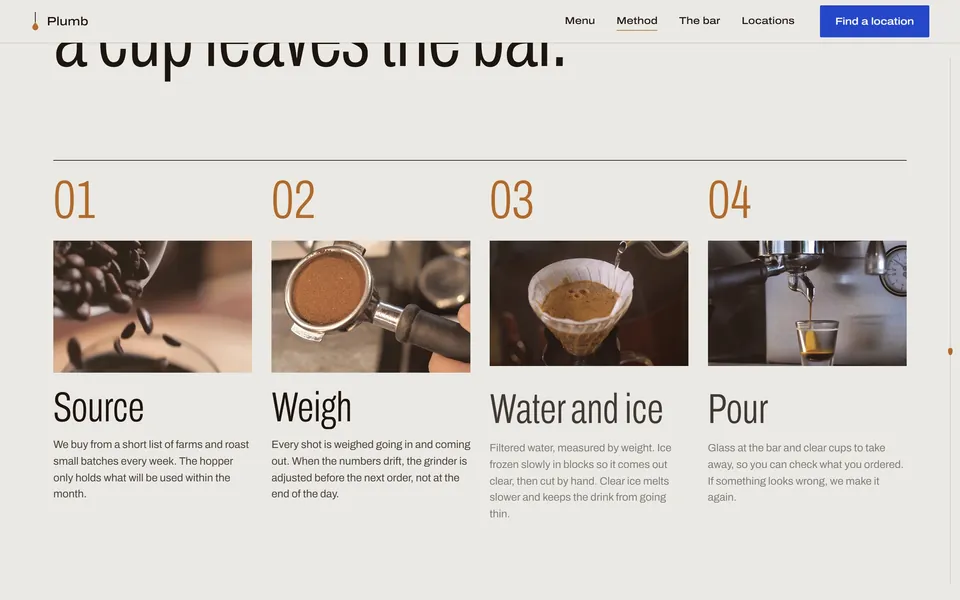 Plumb
Menu
Method
The bar
Locations
Find a location
a cup leaves the bar.
01
02
03
04
Source
We buy from a short list of farms and roast
small batches every week. The hopper
only holds what will be used within the
month.
Weigh
Every shot is weighed going in and coming
out. When the numbers drift, the grinder is
adjusted before the next order, not at the
end of the day.
Water and ice
Filtered water, measured by weight. Ice
frozen slowly in blocks so it comes out
clear, then cut by hand. Clear ice melts
slower and keeps the drink from going
thin.
Pour
Glass at the bar and clear cups to take
away, so you can check what you ordered.
If something looks wrong, we make it
again.